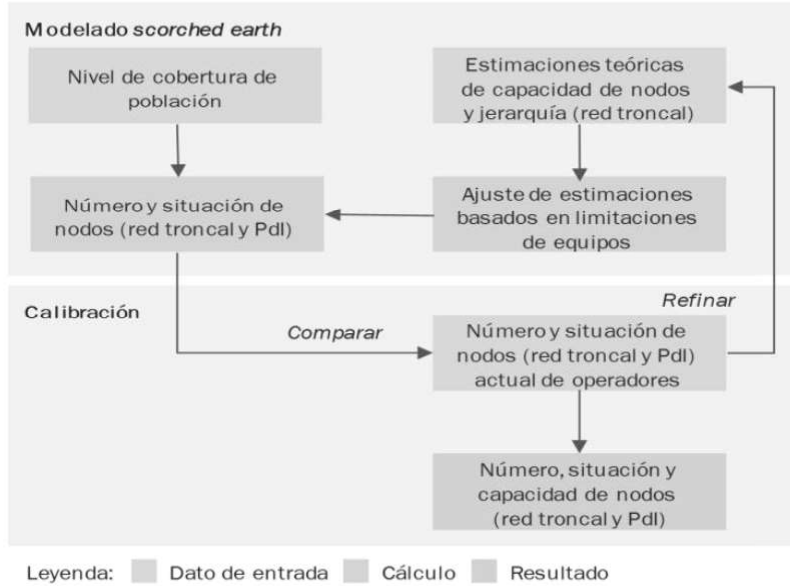 Modelado scorched earth
Nivel de cobertura de
población
Estimaciones teóricas
de capacidad de nodos
y jerarquía (red troncal)
Número y situación de
nodos (red troncal y PdI)
Ajuste de estimaciones
basados en limitaciones
de equipos
Calibración
Comparar
Refinar
Número y situación de
nodos (red troncal y PdI)
actual de operadores
Número, situación y
capacidad de nodos
(red troncal y PdI)
Leyenda: Dato de entrada Cálculo Resultado